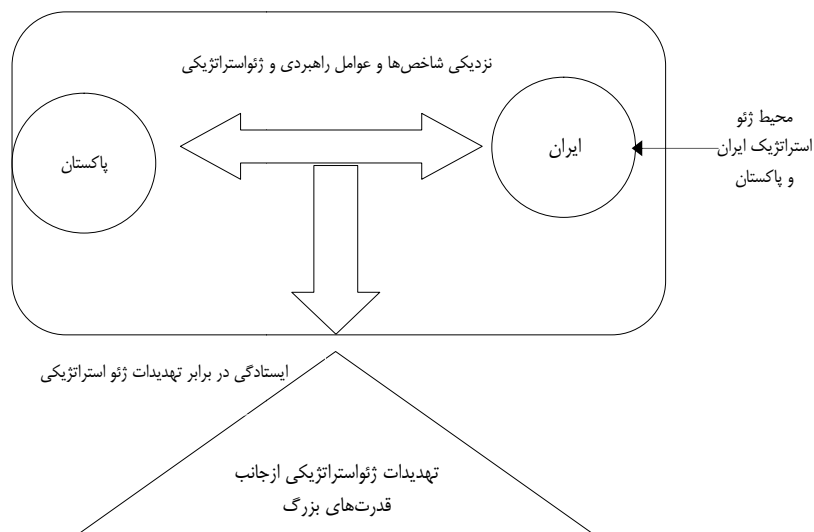 نزدیکی شاخص‌ها و عوامل راهبردی و ژئواستراتژیکی
ایران
پاکستان
محیط ژئو
استراتژیک ایران
و پاکستان
ایستادگی در برابر تهدیدات ژئو استراتژیکی
تهدیدات ژئواستراتژیکی ازجانب
قدرت‌های بزرگ